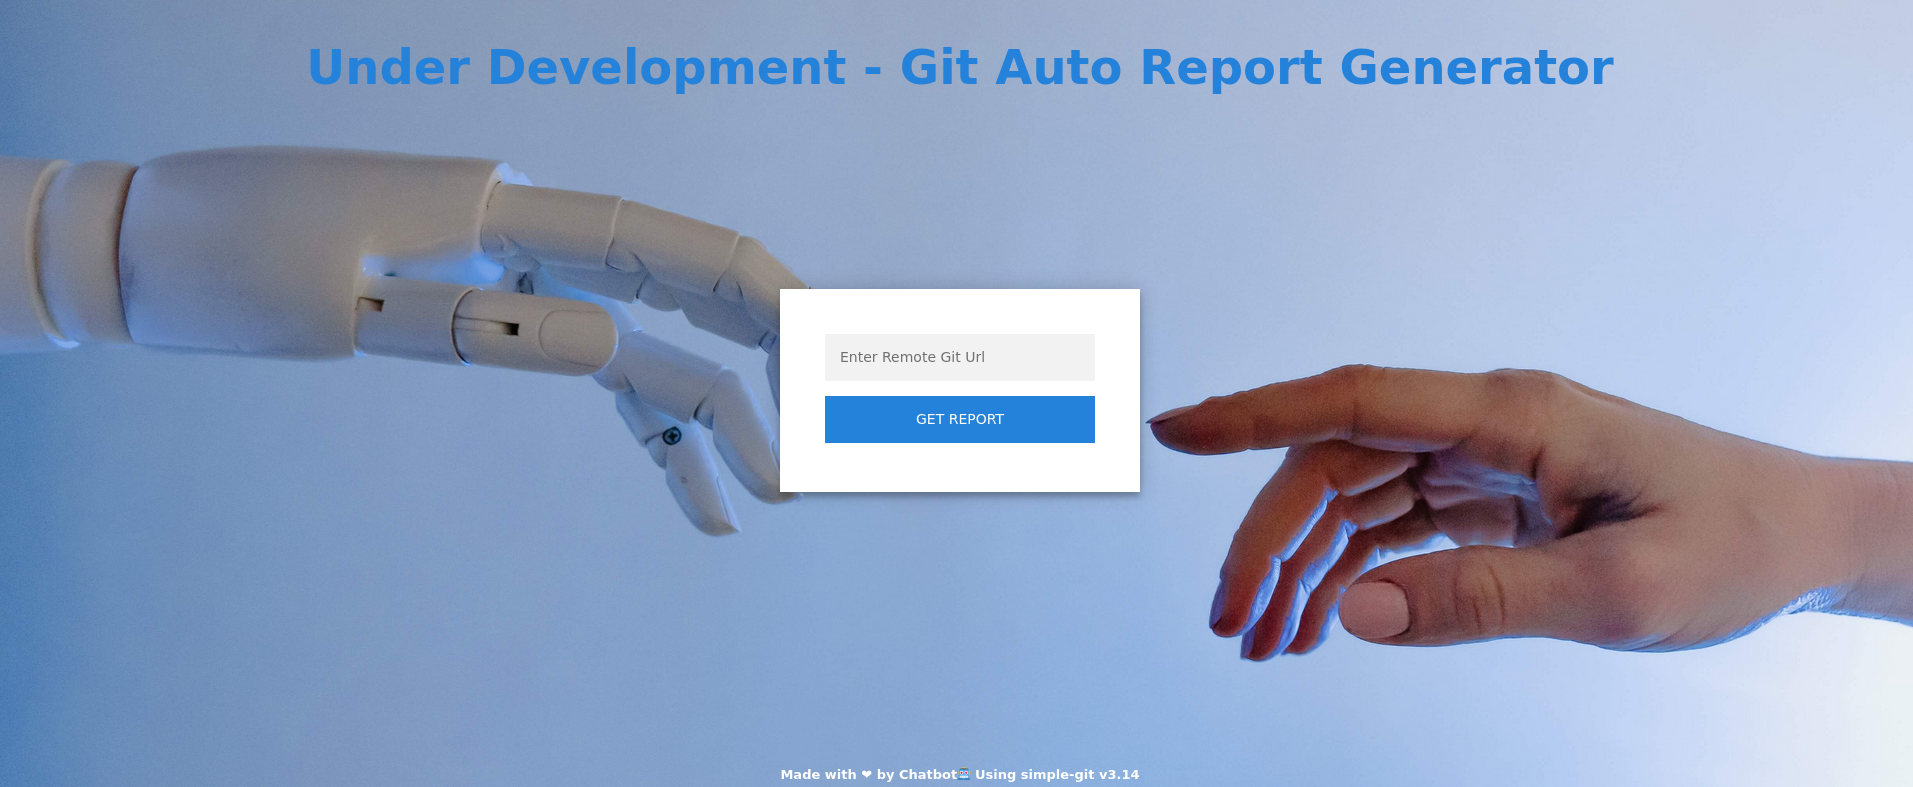 Under Development - Git Auto Report Generator
Enter Remote Git Url
GET REPORT
Made with ❤ by Chatbot🤖 Using simple-git v3.14